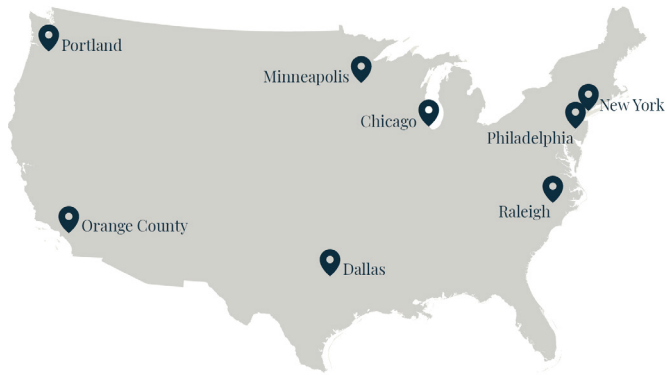 Portland
Minneapolis
New York
Chicago
Philadelphia
Raleigh
Orange County
Dallas